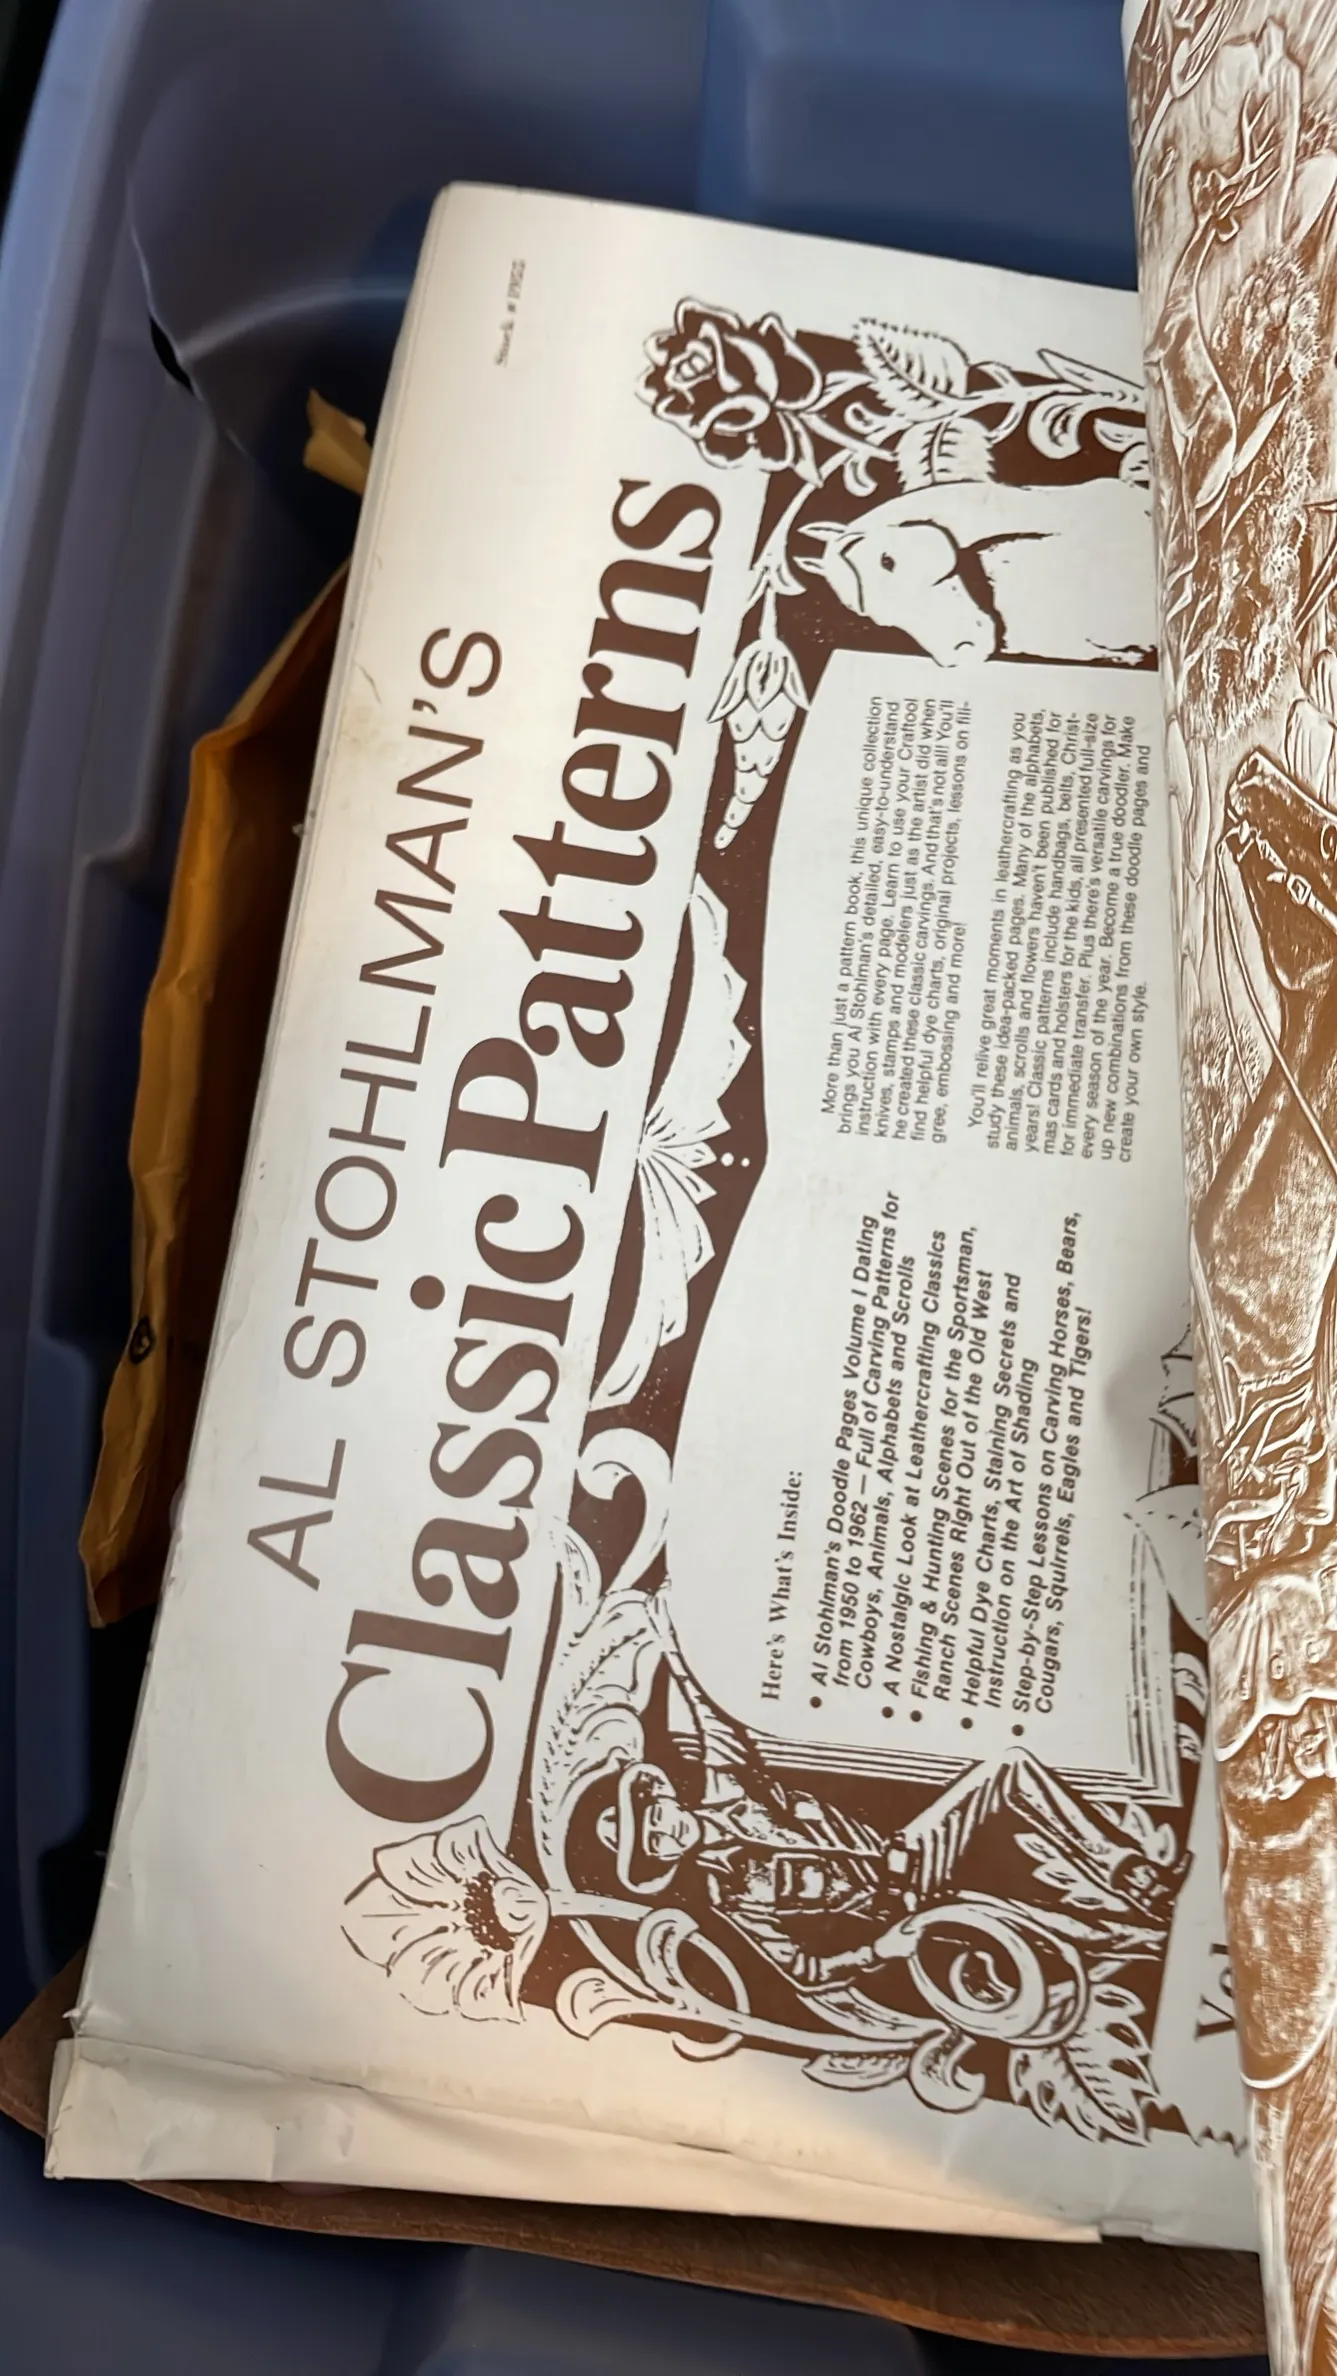 AL STOHLMAN'S
Classic Patterns
Here's What's Inside:
• Al Stohlman's Doodle Pages Volume I Dating
from 1950 to 1962 — Full of Carving Patterns for
Cowboys, Animals, Alphabets and Scrolls
• A Nostalgic Look at Leathercrafting Classics
• Fishing & Hunting Scenes for the Sportsman,
Ranch Scenes Right Out of the Old West
• Helpful Dye Charts, Staining Secrets and
Instruction on the Art of Shading
• Step-by-Step Lessons on Carving Horses, Bears,
Cougars, Squirrels, Eagles and Tigers!
More than just a pattern book, this unique collection
brings you Al Stohlman's detailed, easy-to-understand
instruction with every page. Learn to use your Craftool
knives, stamps and modelers just as the artist did when
he created these classic carvings. And that's not all! You'll
find helpful dye charts, original projects, lessons on fili-
gree, embossing and more!
You'll relive great moments in leathercrafting as you
study these idea-packed pages. Many of the alphabets,
animals, scrolls and flowers haven't been published for
years! Classic patterns include handbags, belts, Christ-
mas cards and holsters for the kids, all presented full-size
for immediate transfer. Plus there's versatile carvings for
every season of the year. Become a true doodler. Make
up new combinations from these doodle pages and
create your own style.